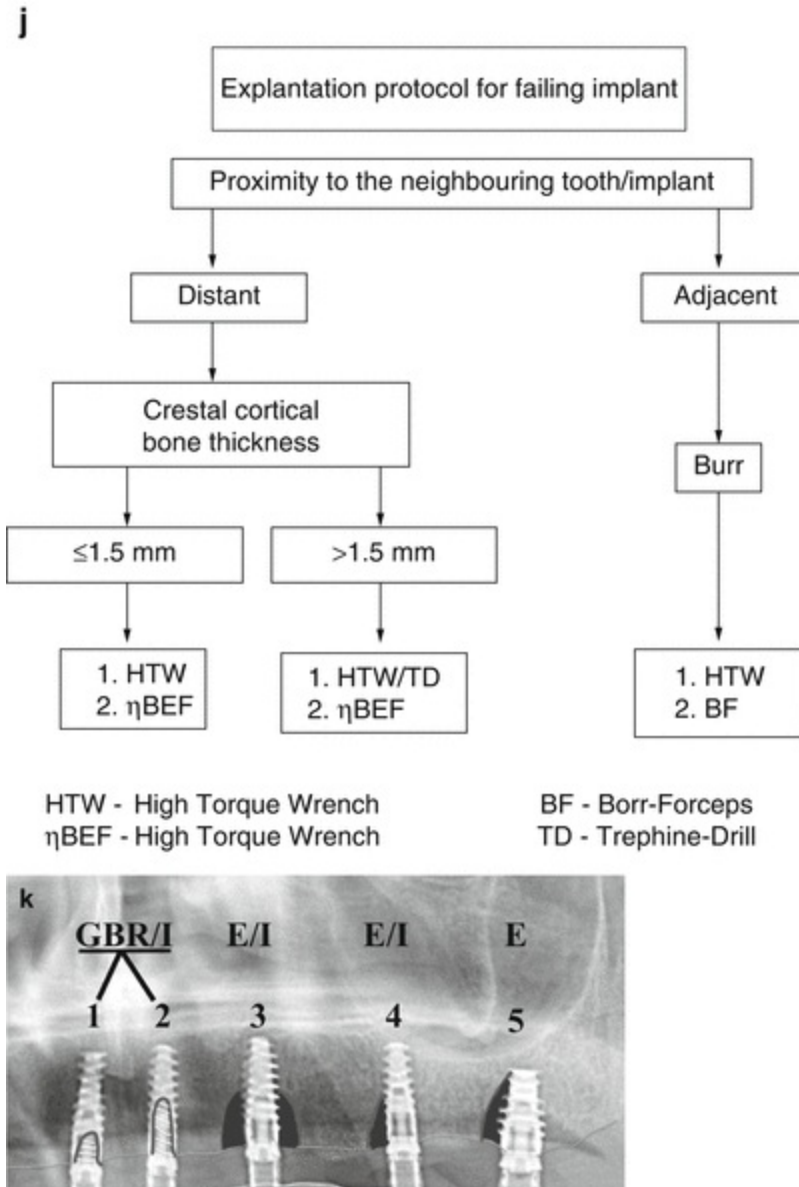 j
Explantation protocol for failing implant
Proximity to the neighbouring tooth/implant
Distant
Adjacent
Crestal cortical
bone thickness
Burr
≤1.5 mm
>1.5 mm
1. HTW
2. ηBEF
1. HTW/TD
2. ηBEF
1. HTW
2. BF
HTW - High Torque Wrench
ηBEF - High Torque Wrench
BF - Borr-Forceps
TD - Trephine-Drill
k
GBR/I E/I E/I E
1 2 3 4 5